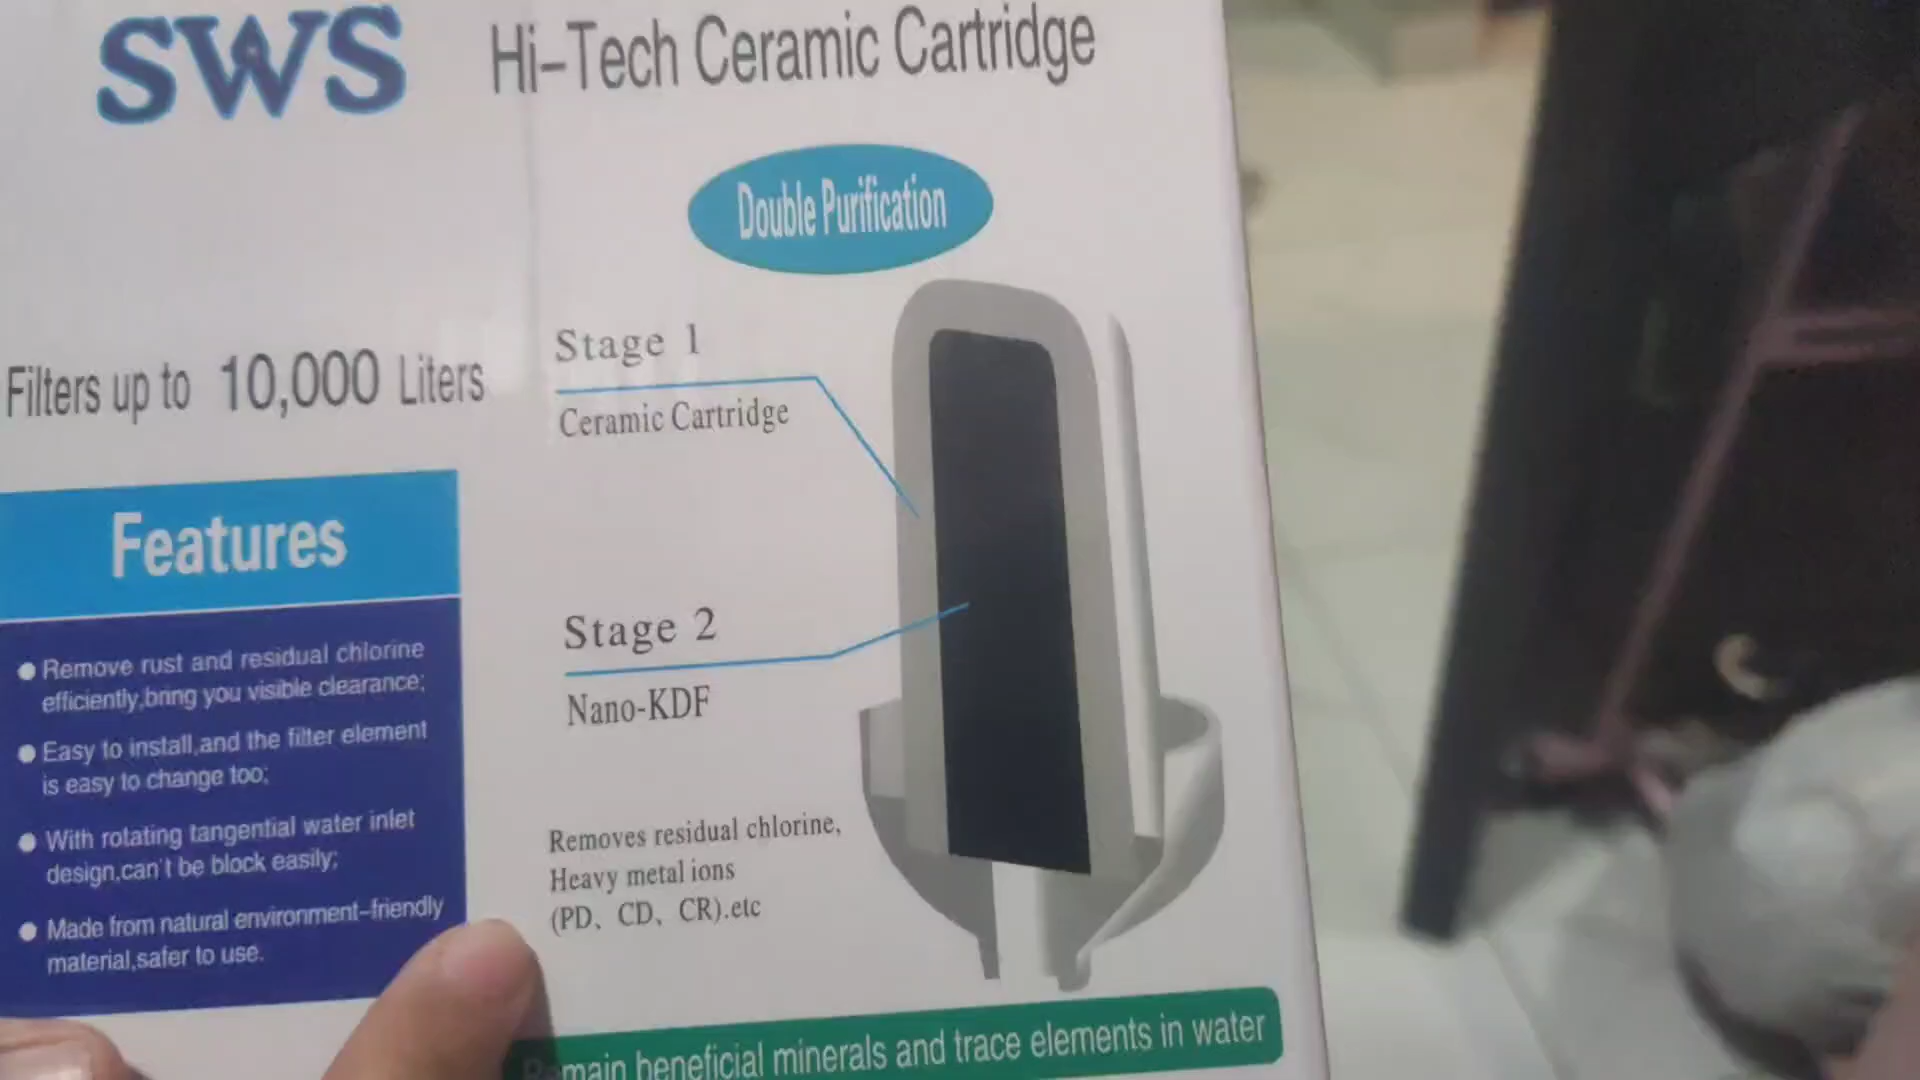 SWS
Hi-Tech Ceramic Cartridge
Double Purification
Filters up to 10,000 Liters
Stage 1
Ceramic Cartridge
Features
Remove rust and residual chlorine
efficiently,bring you visible clearance;
Easy to install,and the filter element
is easy to change too;
With rotating tangential water inlet
design,can't be block easily;
Made from natural environment-friendly
material,safer to use.
Stage 2
Nano-KDF
Removes residual chlorine,
Heavy metal ions
(PD、CD、CR).etc
Remain beneficial minerals and trace elements in water